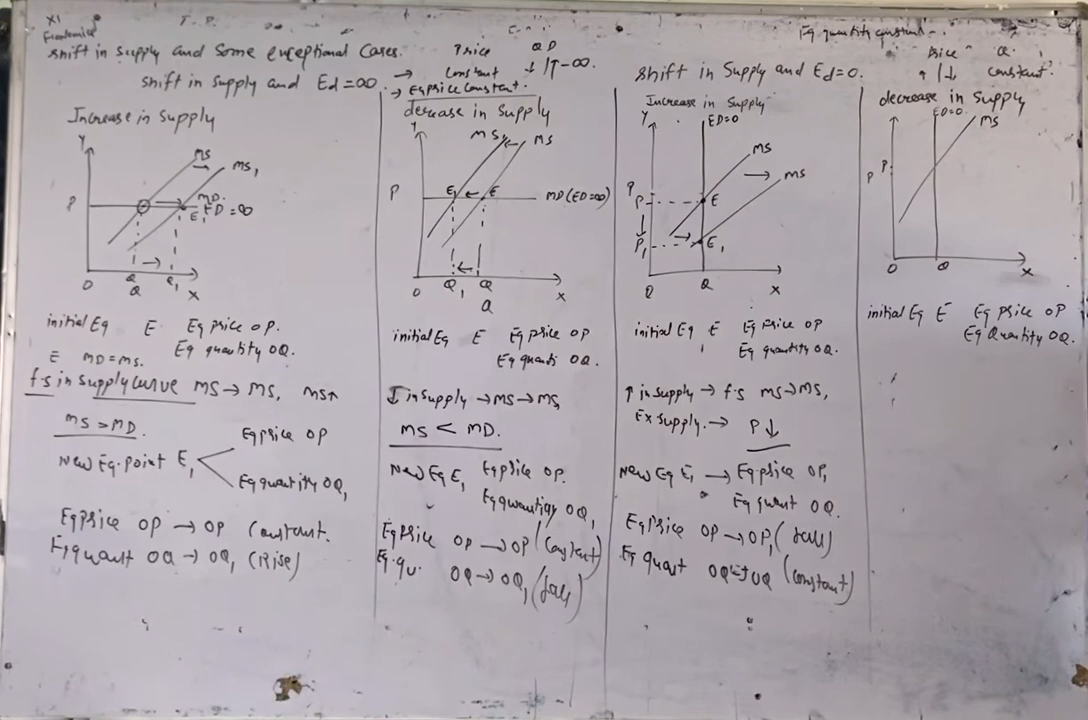 XI
Economics
T. P.
shift in supply and Some exceptional Cases.
shift in supply and Ed = ∞
Price QD
Constant ↓ /↑ - ∞.
→ Eq price constant.
Eq quantity constant
Price Q.
↑ / ↓ constant.
shift in Supply and Ed = 0.
Increase in Supply
Y
MS
→ MS1
P
MD.
E1 ED = ∞
Q → Q1
O Q X
initial Eq E Eq price OP.
Eq quantity OQ.
E MD = MS.
f.s in supply curve MS → MS1 MS↑
MS > MD.
New Eq. point E1 Eq price OP
Eq quantity OQ1
Eq price OP → OP Constant.
Eq quant OQ → OQ1 (Rise)
decrease in Supply
Y
MS1 ← MS
P E1 ← E MD (ED = ∞)
O Q1 ← Q X
Q
initial Eq E Eq price OP
Eq quanti OQ.
↓ in supply → MS → MS1
MS < MD.
New Eq E1 Eq price OP.
Eq quantity OQ1
Eq price OP → OP (Constant)
Eq. qu. OQ → OQ1 (fall)
Increase in Supply
Y ED = 0
MS
→ MS
P
P E
↓
P1 → E1
O Q X
initial Eq E Eq Price OP
Eq quantity OQ.
↑ in supply → f.s MS → MS1
Ex supply. → P↓
New Eq E1 → Eq price OP1
Eq quant OQ.
Eq Price OP → OP1 (fall)
Eq quant OQ → OQ (constant)
decrease in Supply
Y ED = 0 MS
P
P
O Q X
initial Eq E Eq price OP
Eq Quantity OQ.